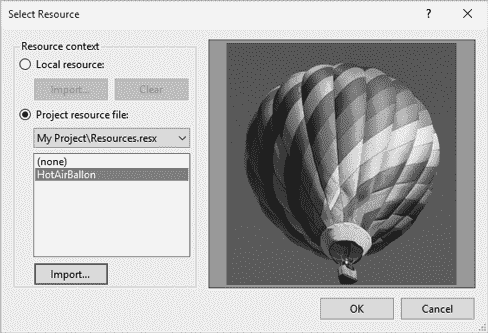 Select Resource
?
Resource context
Local resource:
Import... Clear
Project resource file:
My Project\Resources.resx
(none)
HotAirBallon
Import...
OK Cancel